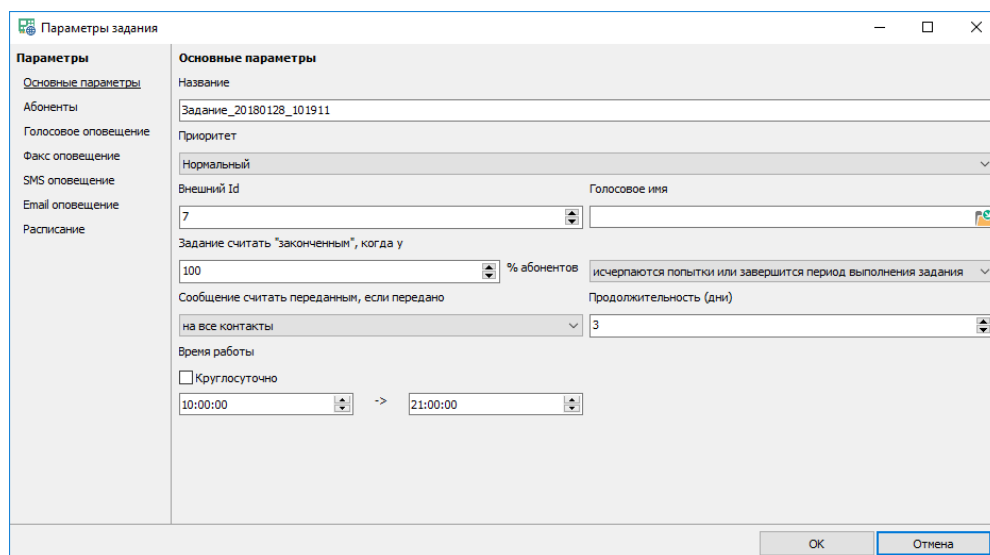 Параметры задания
Параметры
Основные параметры
Абоненты
Голосовое оповещение
Факс оповещение
SMS оповещение
Email оповещение
Расписание
Основные параметры
Название
Задание_20180128_101911
Приоритет
Нормальный
Внешний Id
Голосовое имя
7
Задание считать "законченным", когда у
100
% абонентов
исчерпаются попытки или завершится период выполнения задания
Сообщение считать переданным, если передано
Продолжительность (дни)
на все контакты
3
Время работы
Круглосуточно
10:00:00 -> 21:00:00
OK
Отмена